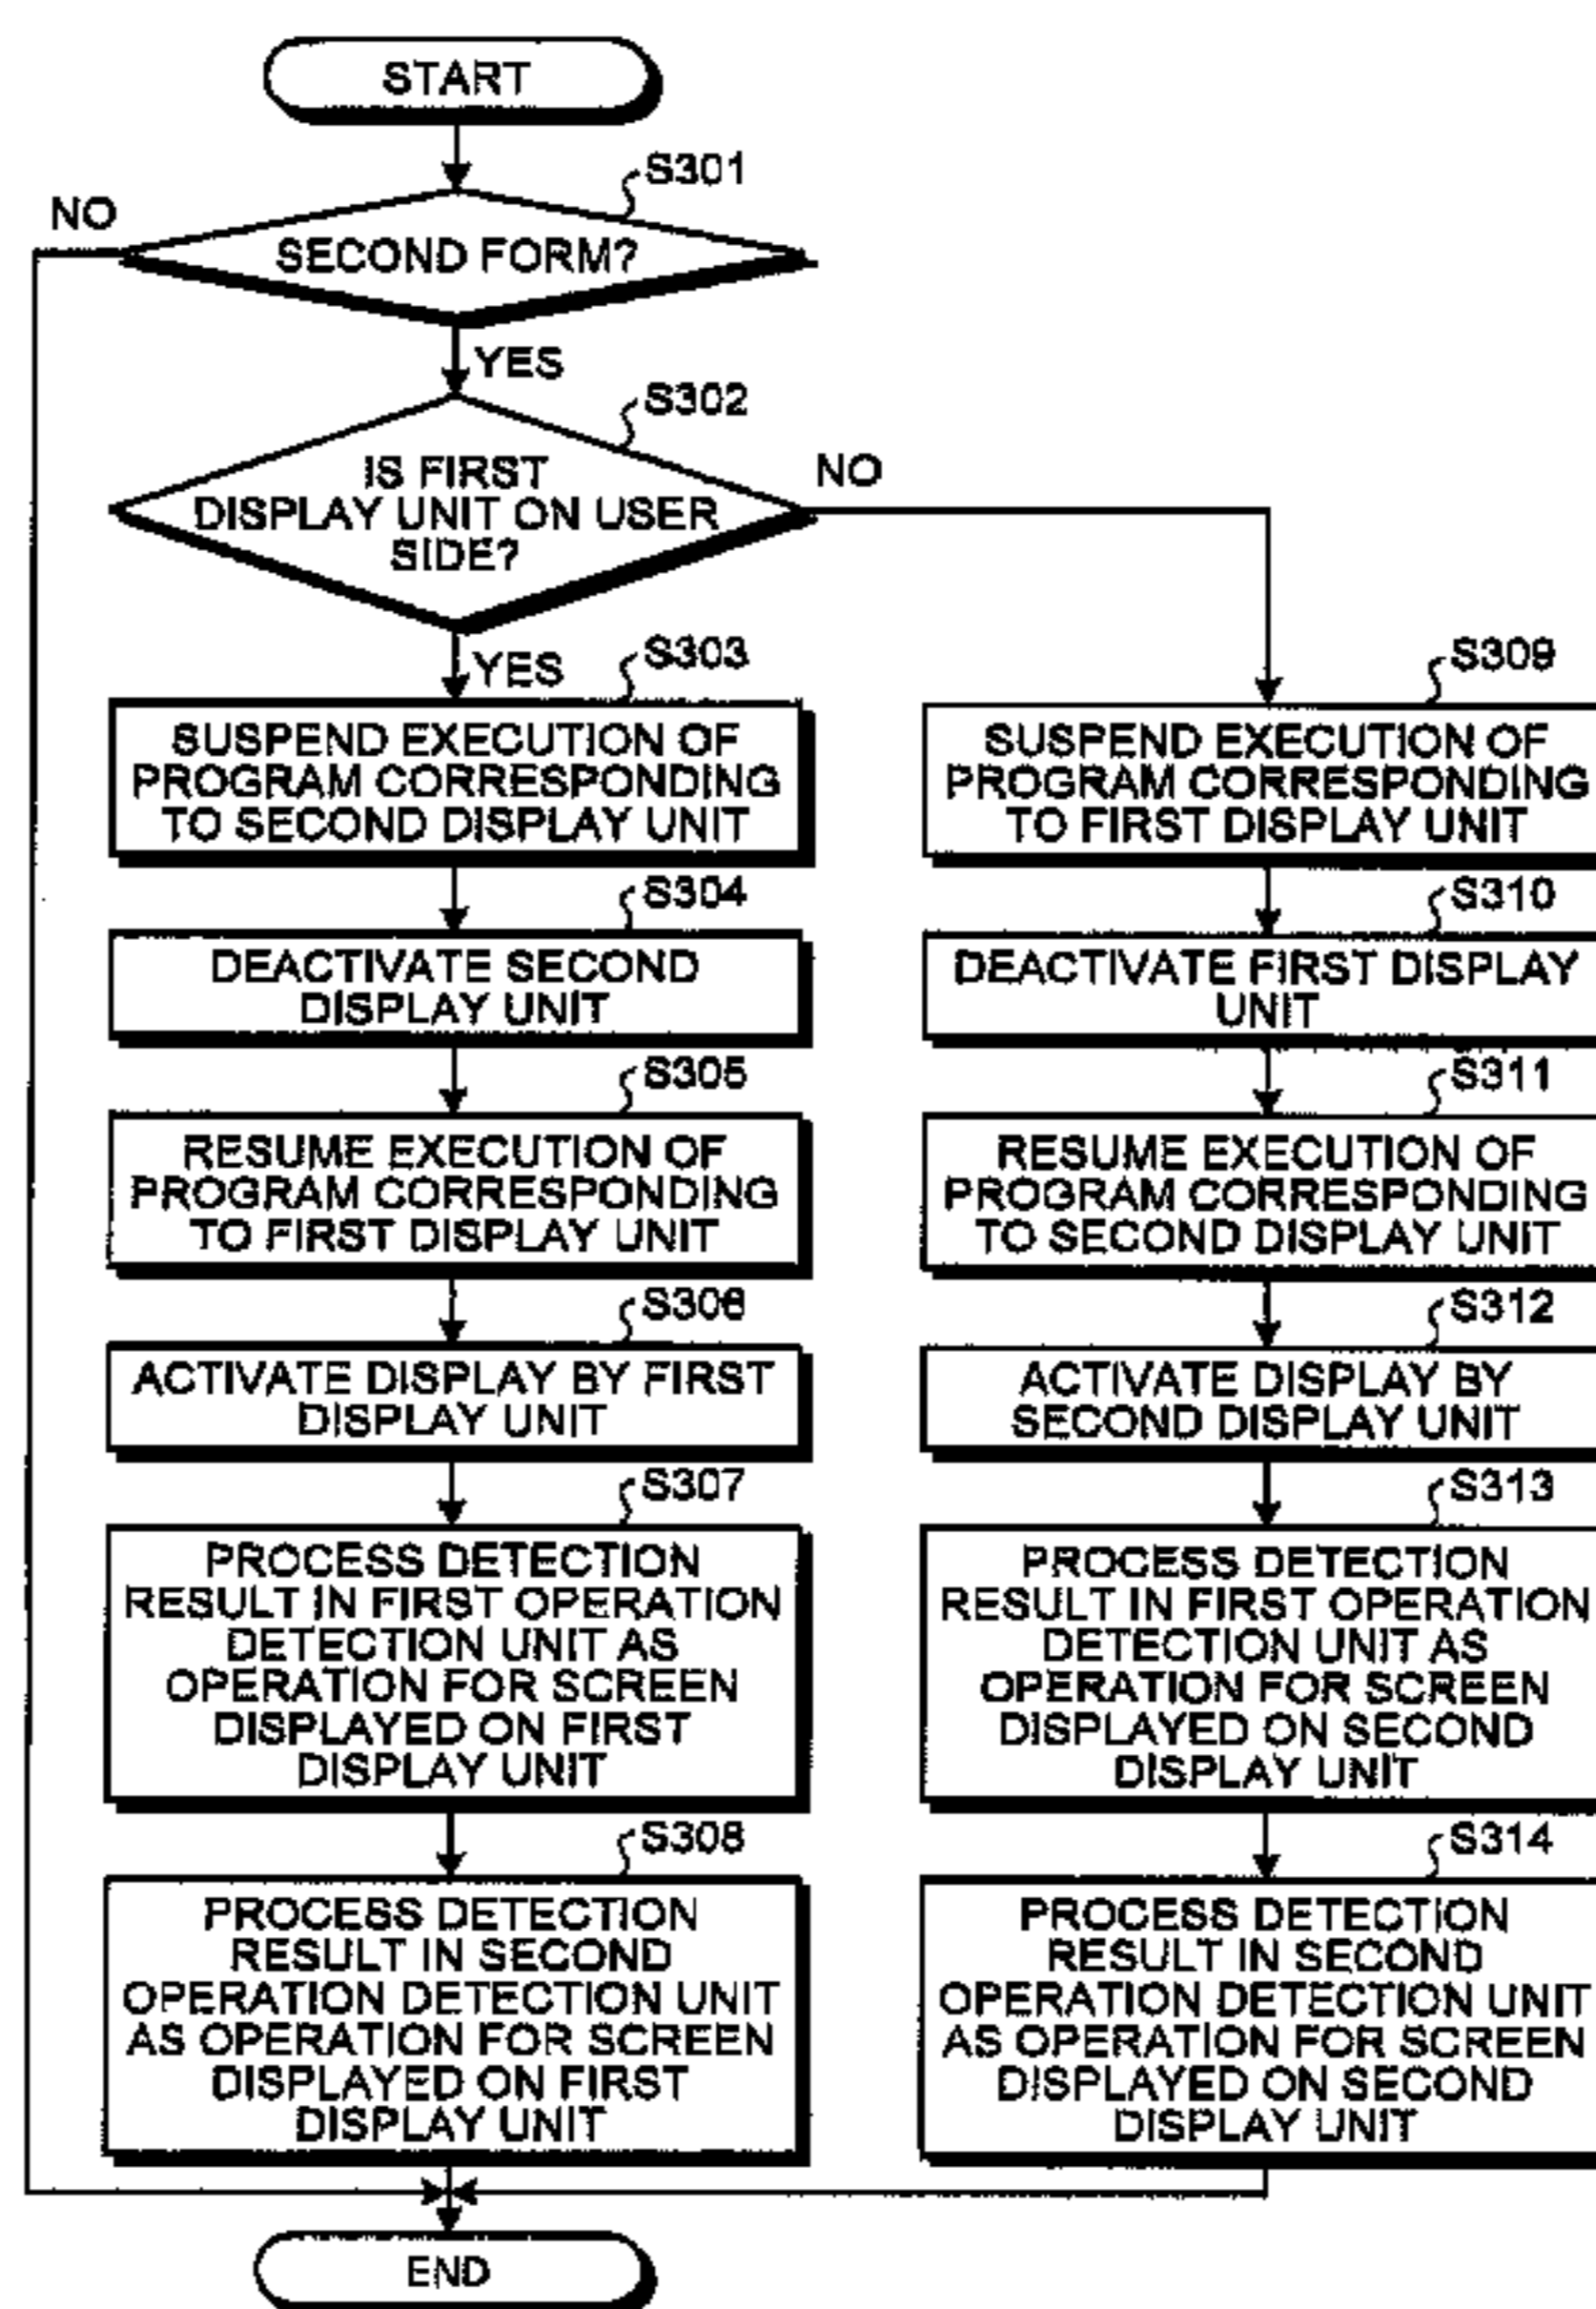 START
S301
NO
SECOND FORM?
YES
S302
IS FIRST
DISPLAY UNIT ON USER
SIDE?
NO
YES
S303
SUSPEND EXECUTION OF
PROGRAM CORRESPONDING
TO SECOND DISPLAY UNIT
S304
DEACTIVATE SECOND
DISPLAY UNIT
S305
RESUME EXECUTION OF
PROGRAM CORRESPONDING
TO FIRST DISPLAY UNIT
S306
ACTIVATE DISPLAY BY FIRST
DISPLAY UNIT
S307
PROCESS DETECTION
RESULT IN FIRST OPERATION
DETECTION UNIT AS
OPERATION FOR SCREEN
DISPLAYED ON FIRST
DISPLAY UNIT
S308
PROCESS DETECTION
RESULT IN SECOND
OPERATION DETECTION UNIT
AS OPERATION FOR SCREEN
DISPLAYED ON FIRST
DISPLAY UNIT
S309
SUSPEND EXECUTION OF
PROGRAM CORRESPONDING
TO FIRST DISPLAY UNIT
S310
DEACTIVATE FIRST DISPLAY
UNIT
S311
RESUME EXECUTION OF
PROGRAM CORRESPONDING
TO SECOND DISPLAY UNIT
S312
ACTIVATE DISPLAY BY
SECOND DISPLAY UNIT
S313
PROCESS DETECTION
RESULT IN FIRST OPERATION
DETECTION UNIT AS
OPERATION FOR SCREEN
DISPLAYED ON SECOND
DISPLAY UNIT
S314
PROCESS DETECTION
RESULT IN SECOND
OPERATION DETECTION UNIT
AS OPERATION FOR SCREEN
DISPLAYED ON SECOND
DISPLAY UNIT
END